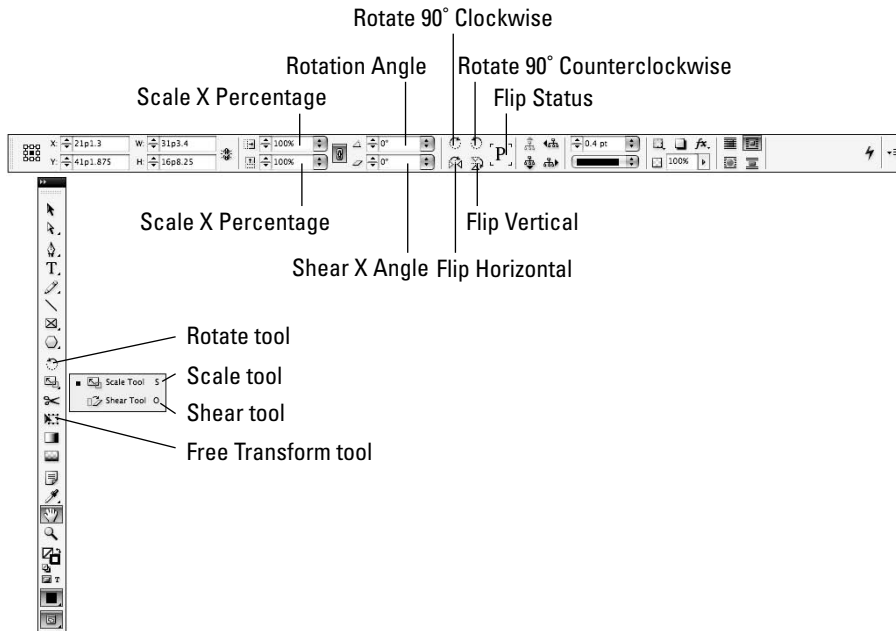 Rotate 90˚ Clockwise
Rotation Angle
Rotate 90˚ Counterclockwise
Scale X Percentage
Flip Status
X: 21p1.3 W: 31p3.4 100% 0° P 0.4 pt fx.
Y: 41p1.875 H: 16p8.25 100% 0° 100%
Scale X Percentage
Flip Vertical
Shear X Angle
Flip Horizontal
T.
Rotate tool
Scale Tool S
Scale tool
Shear Tool O
Shear tool
Free Transform tool
T